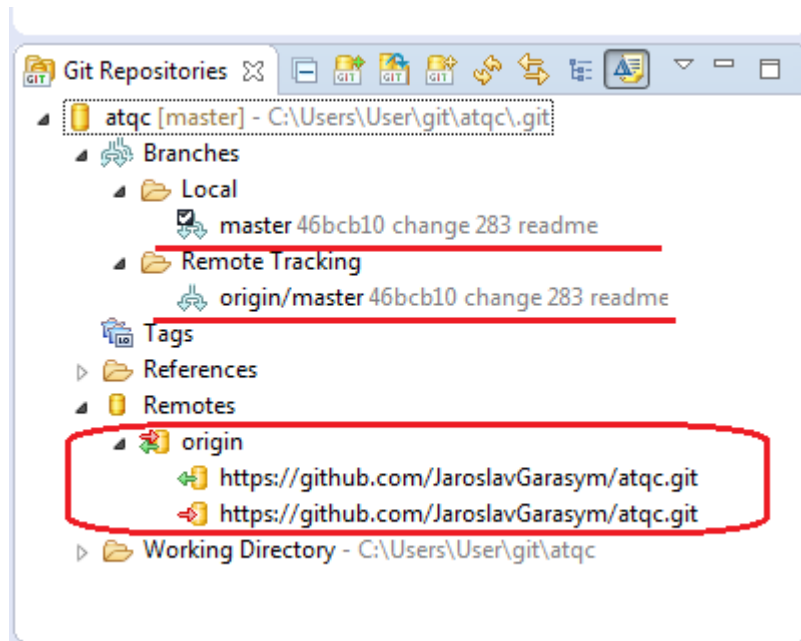 Git Repositories
atqc [master] - C:\Users\User\git\atqc\.git
Branches
Local
master 46bcb10 change 283 readme
Remote Tracking
origin/master 46bcb10 change 283 readme
Tags
References
Remotes
origin
https://github.com/JaroslavGarasym/atqc.git
https://github.com/JaroslavGarasym/atqc.git
Working Directory - C:\Users\User\git\atqc